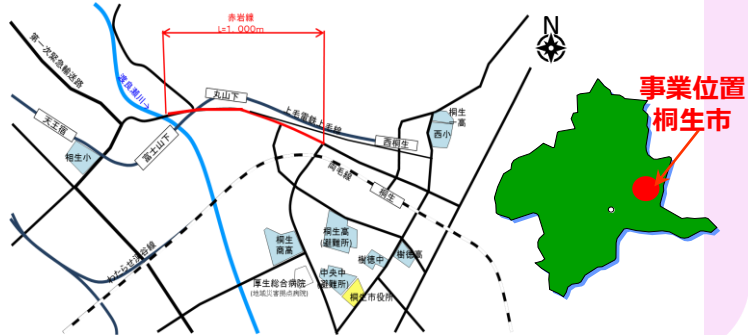 赤岩線
L=1,000m
N
第一次緊急輸送路
渡良瀬川→
丸山下
上毛電鉄上毛線
桐生
一高
西小
西桐生
天王宿
富士山下
相生小
両毛線
桐生
わたらせ渓谷線
桐生
商高
桐生高
(避難所)
樹徳中
樹徳高
厚生総合病院
(地域災害拠点病院)
中央中
(避難所)
桐生市役所
事業位置
桐生市